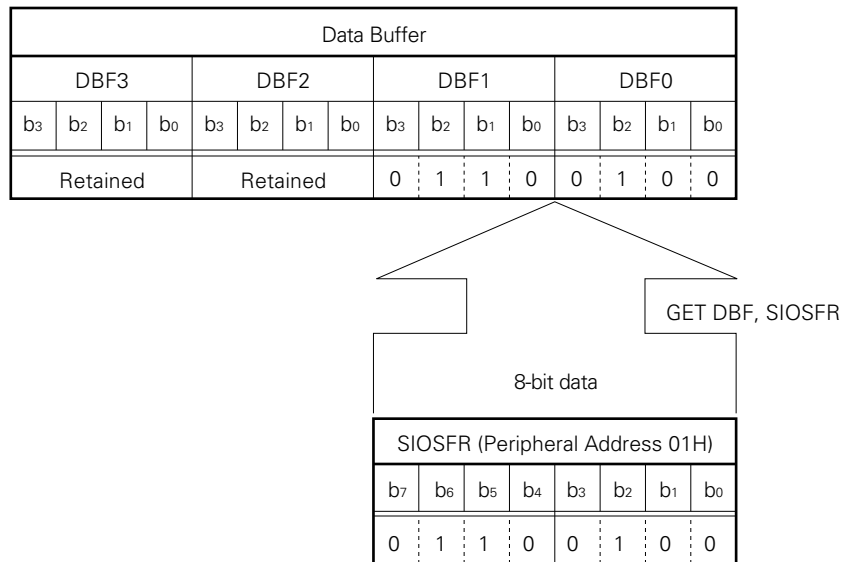 Data Buffer
DBF3 DBF2 DBF1 DBF0
b3 b2 b1 b0 b3 b2 b1 b0 b3 b2 b1 b0 b3 b2 b1 b0
Retained Retained 0 1 1 0 0 1 0 0
GET DBF, SIOSFR
8-bit data
SIOSFR (Peripheral Address 01H)
b7 b6 b5 b4 b3 b2 b1 b0
0 1 1 0 0 1 0 0